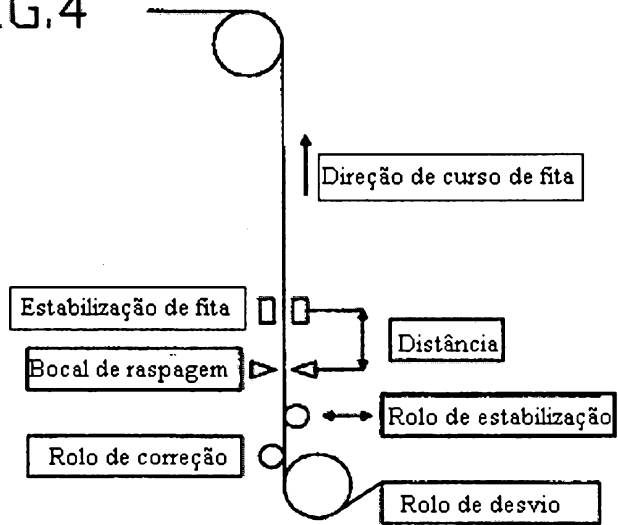 G.4
Direção de curso de fita
Estabilização de fita
Distância
Bocal de raspagem
Rolo de estabilização
Rolo de correção
Rolo de desvio